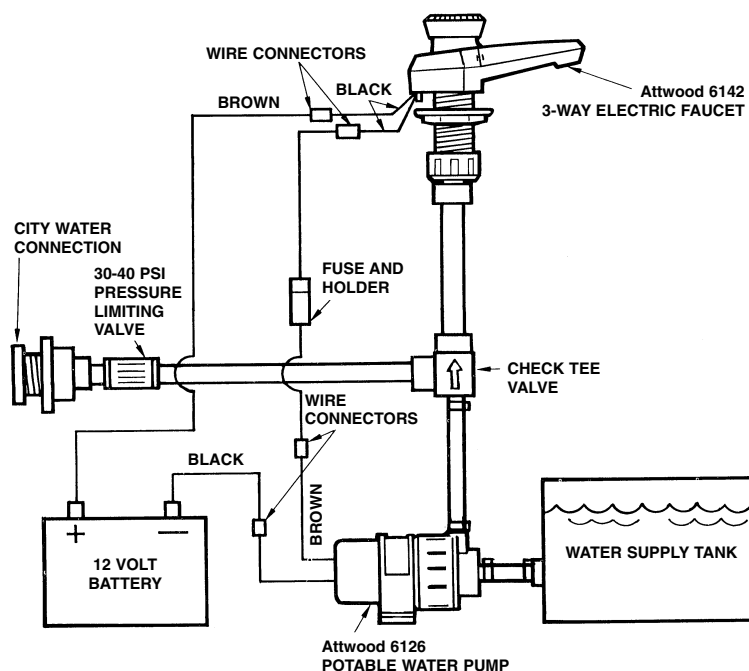 WIRE CONNECTORS
BLACK
BROWN
Attwood 6142
3-WAY ELECTRIC FAUCET
CITY WATER
CONNECTION
30-40 PSI
PRESSURE
LIMITING
VALVE
FUSE AND
HOLDER
CHECK TEE
VALVE
WIRE
CONNECTORS
BLACK
BROWN
+
—
12 VOLT
BATTERY
WATER SUPPLY TANK
Attwood 6126
POTABLE WATER PUMP